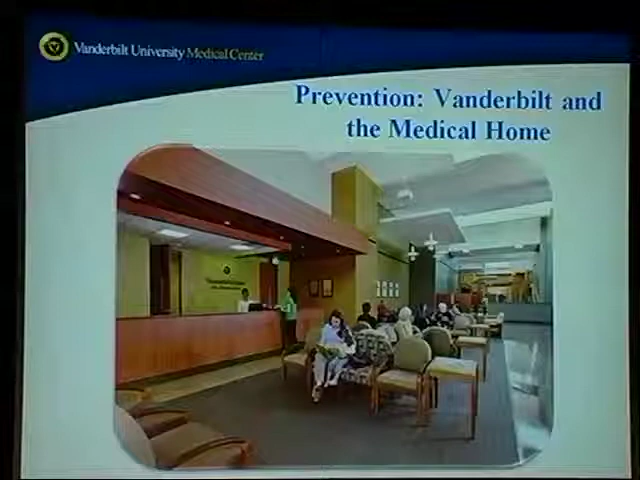 Vanderbilt University Medical Center
Prevention: Vanderbilt and
the Medical Home